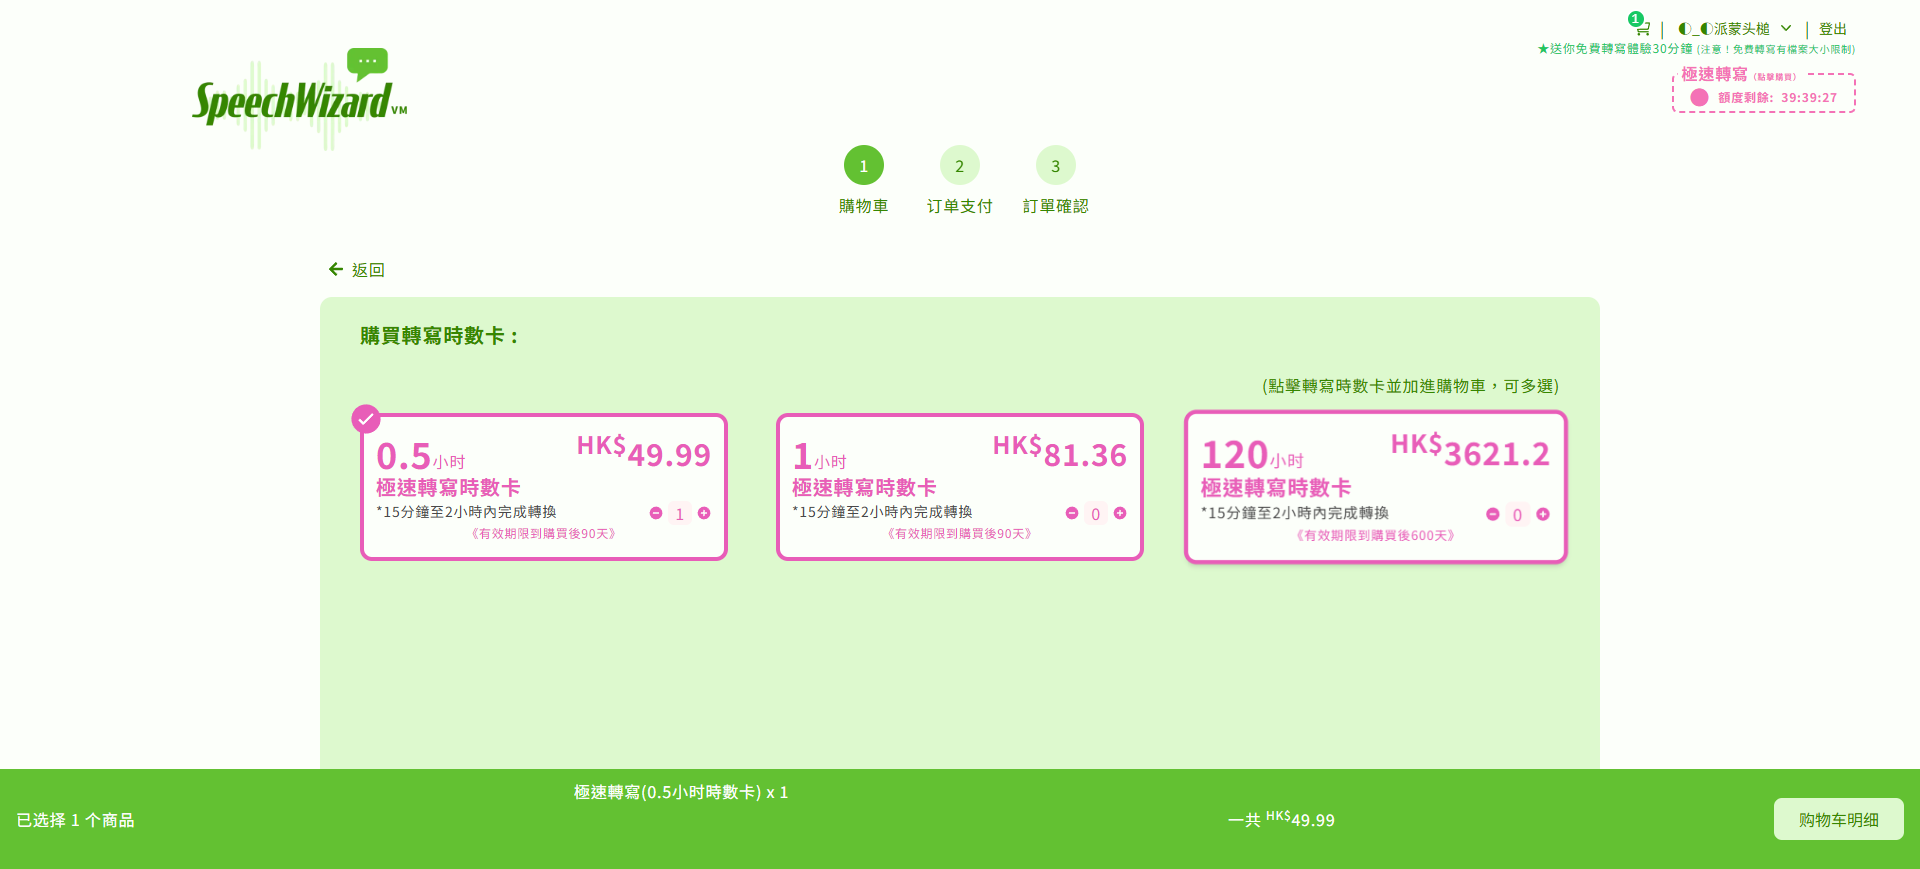 1
◐_◐派蒙头槌
登出
★送你免費轉寫體驗30分鐘 (注意！免費轉寫有檔案大小限制)
極速轉寫 (點擊購買)
額度剩餘: 39:39:27
SpeechWizard VM
1 2 3
購物車 订单支付 訂單確認
返回
購買轉寫時數卡 :
(點擊轉寫時數卡並加進購物車，可多選)
0.5小时 HK$49.99
極速轉寫時數卡
*15分鐘至2小時內完成轉換
1
《有效期限到購買後90天》
1小时 HK$81.36
極速轉寫時數卡
*15分鐘至2小時內完成轉換
0
《有效期限到購買後90天》
120小时 HK$3621.2
極速轉寫時數卡
*15分鐘至2小時內完成轉換
0
《有效期限到購買後600天》
極速轉寫(0.5小时時數卡) x 1
已选择 1 个商品
一共 HK$49.99
购物车明细